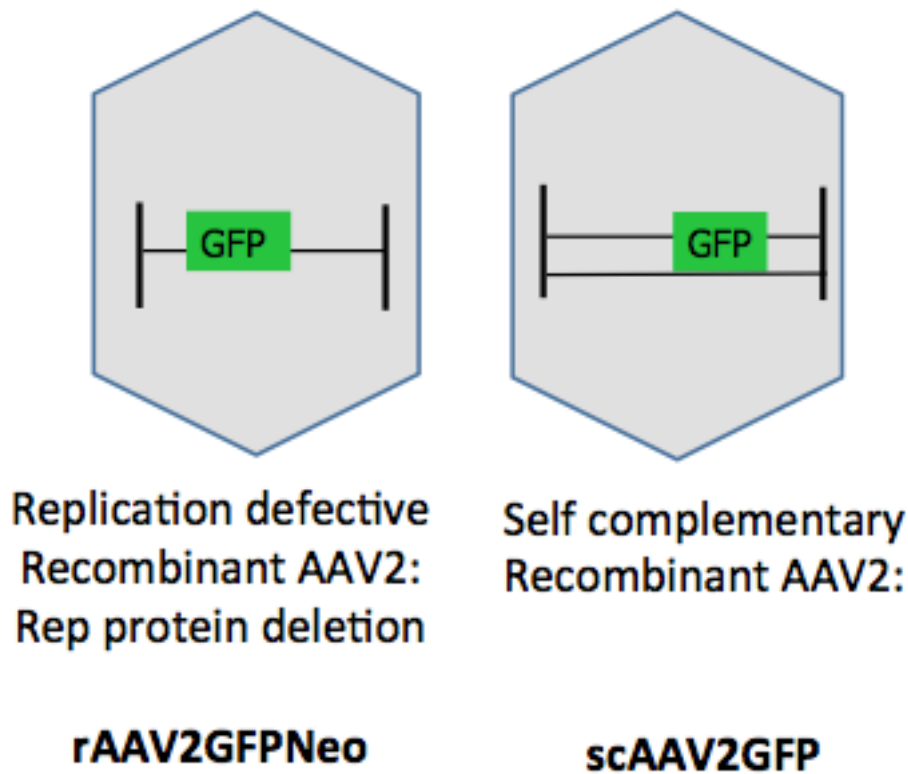 GFP
GFP
Replication defective
Recombinant AAV2:
Rep protein deletion
rAAV2GFPNeo
Self complementary
Recombinant AAV2:
scAAV2GFP